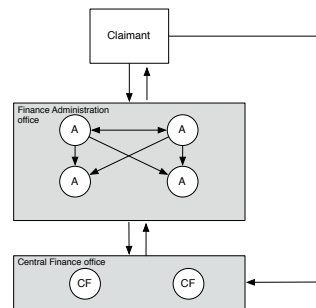 Claimant
Finance Administration
office
A A
A A
Central Finance office
CF CF